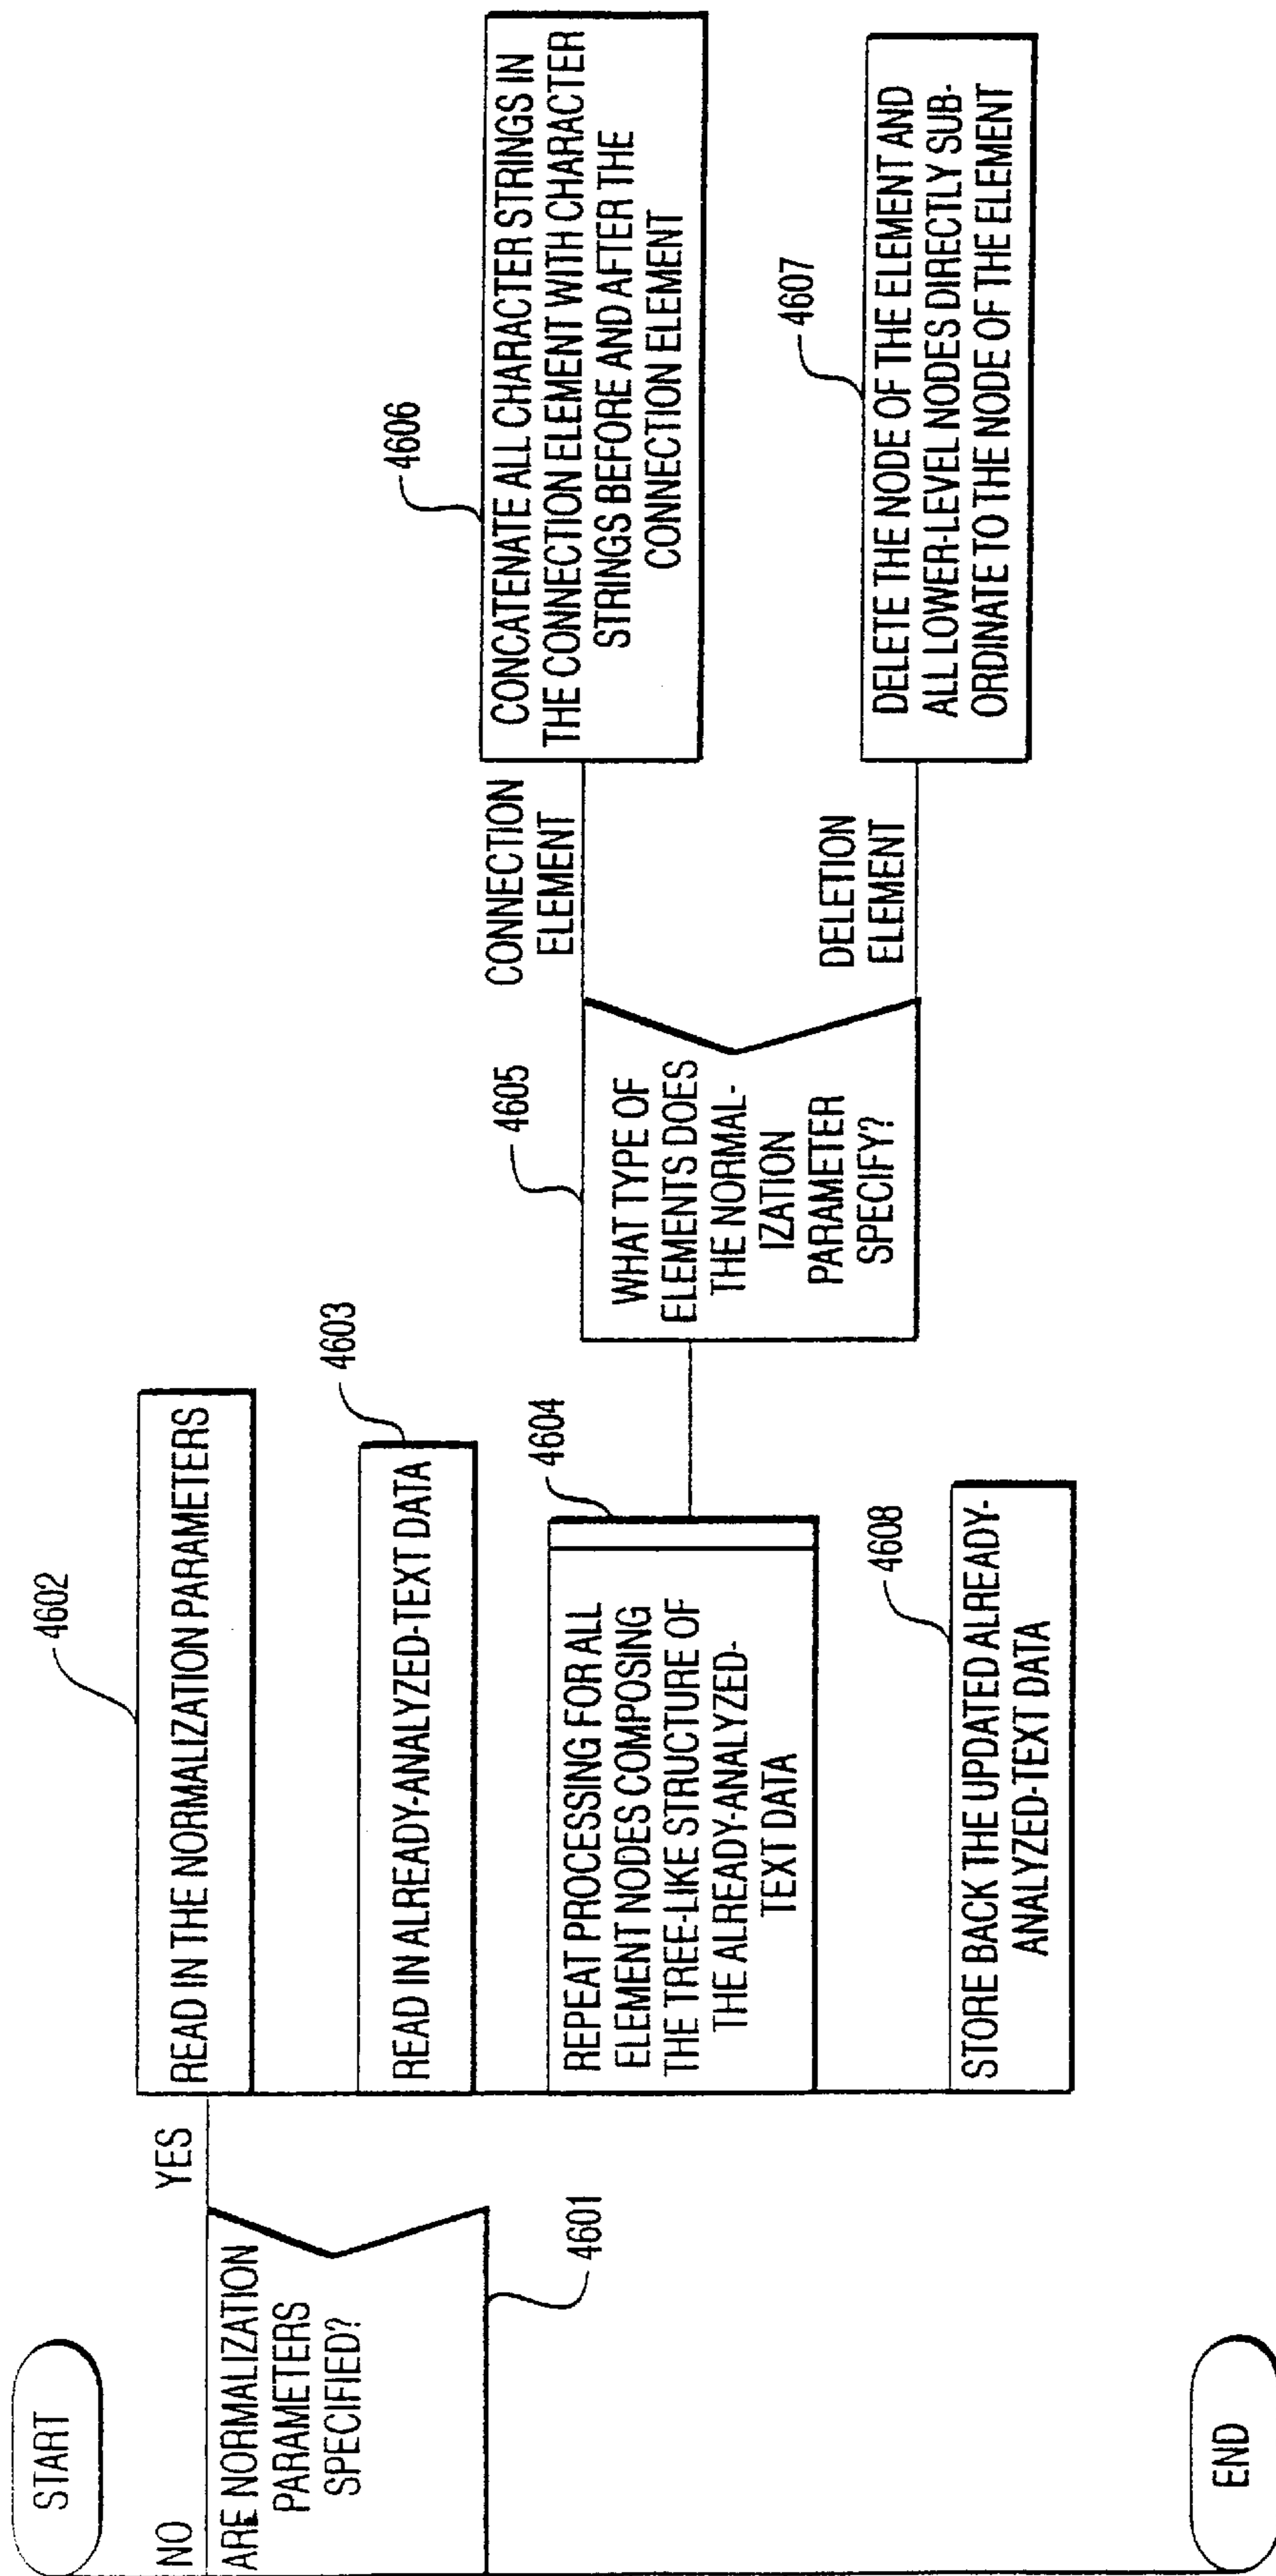 START
NO
YES
ARE NORMALIZATION
PARAMETERS
SPECIFIED?
4601
4602
READ IN THE NORMALIZATION PARAMETERS
4603
READ IN ALREADY-ANALYZED-TEXT DATA
4604
REPEAT PROCESSING FOR ALL
ELEMENT NODES COMPOSING
THE TREE-LIKE STRUCTURE OF
THE ALREADY-ANALYZED-
TEXT DATA
4605
WHAT TYPE OF
ELEMENTS DOES
THE NORMAL-
IZATION
PARAMETER
SPECIFY?
CONNECTION
ELEMENT
4606
CONCATENATE ALL CHARACTER STRINGS IN
THE CONNECTION ELEMENT WITH CHARACTER
STRINGS BEFORE AND AFTER THE
CONNECTION ELEMENT
DELETION
ELEMENT
4607
DELETE THE NODE OF THE ELEMENT AND
ALL LOWER-LEVEL NODES DIRECTLY SUB-
ORDINATE TO THE NODE OF THE ELEMENT
4608
STORE BACK THE UPDATED ALREADY-
ANALYZED-TEXT DATA
END